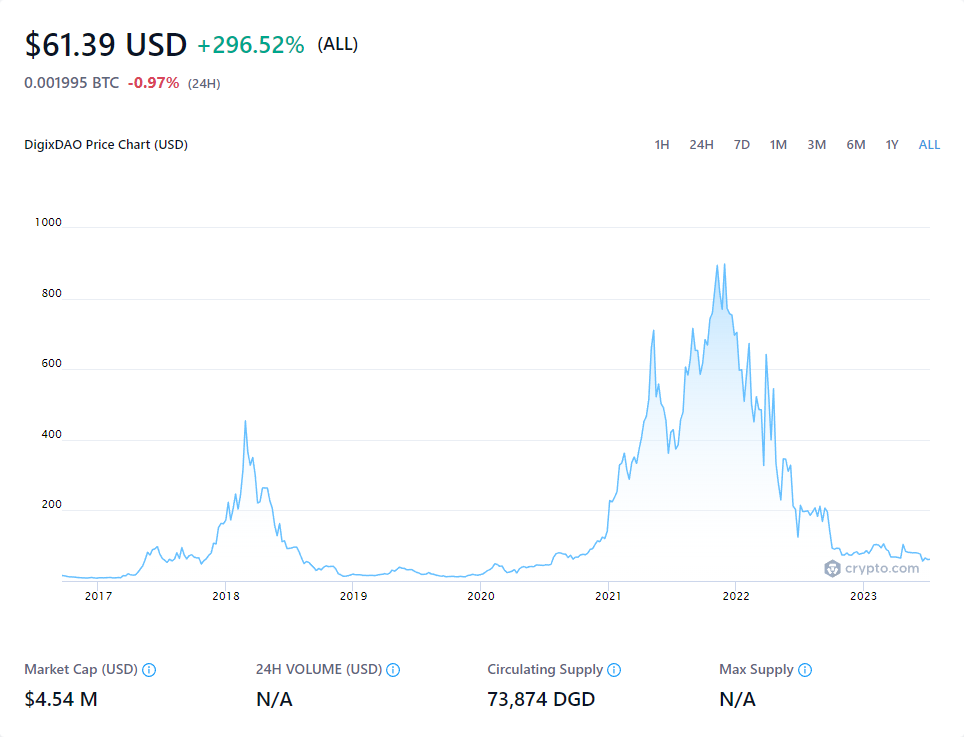 $61.39 USD +296.52% (ALL)
0.001995 BTC -0.97% (24H)
DigixDAO Price Chart (USD) 1H 24H 7D 1M 3M 6M 1Y ALL
1000
800
600
400
200
crypto.com
2017 2018 2019 2020 2021 2022 2023
Market Cap (USD) 24H VOLUME (USD) Circulating Supply Max Supply
$4.54 M N/A 73,874 DGD N/A